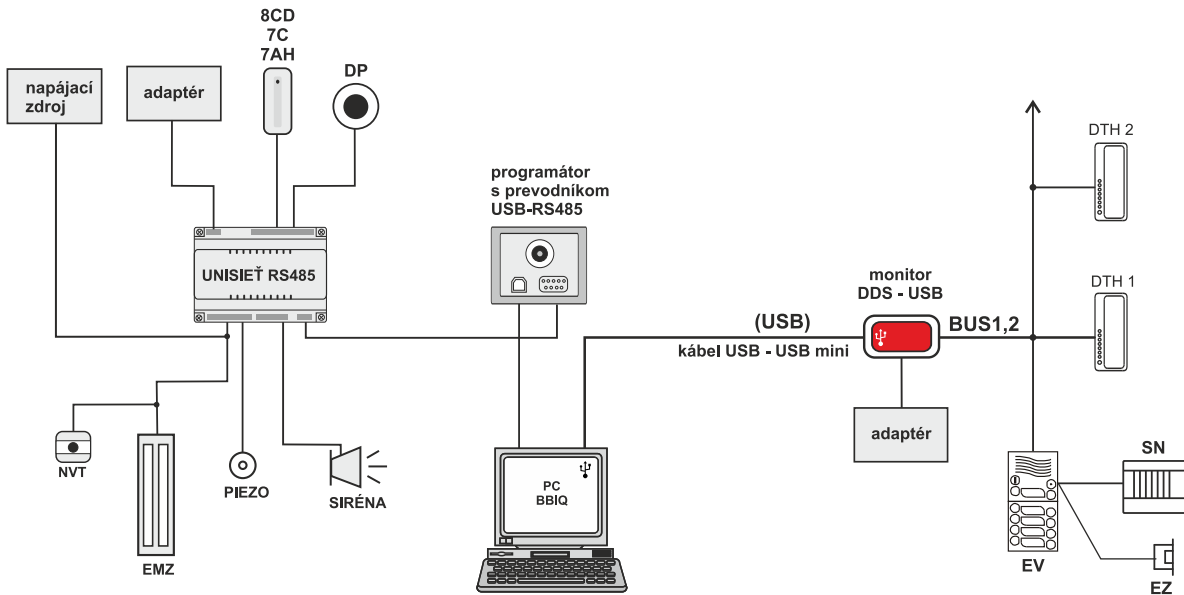 8CD
7C
7AH
DP
napájací
zdroj
adaptér
DTH 2
programátor
s prevodníkom
USB-RS485
UNISIEŤ RS485
monitor
DDS - USB
DTH 1
(USB)
BUS1,2
kábel USB - USB mini
adaptér
NVT
PIEZO
SIRÉNA
PC
BBIQ
SN
EMZ
EV
EZ